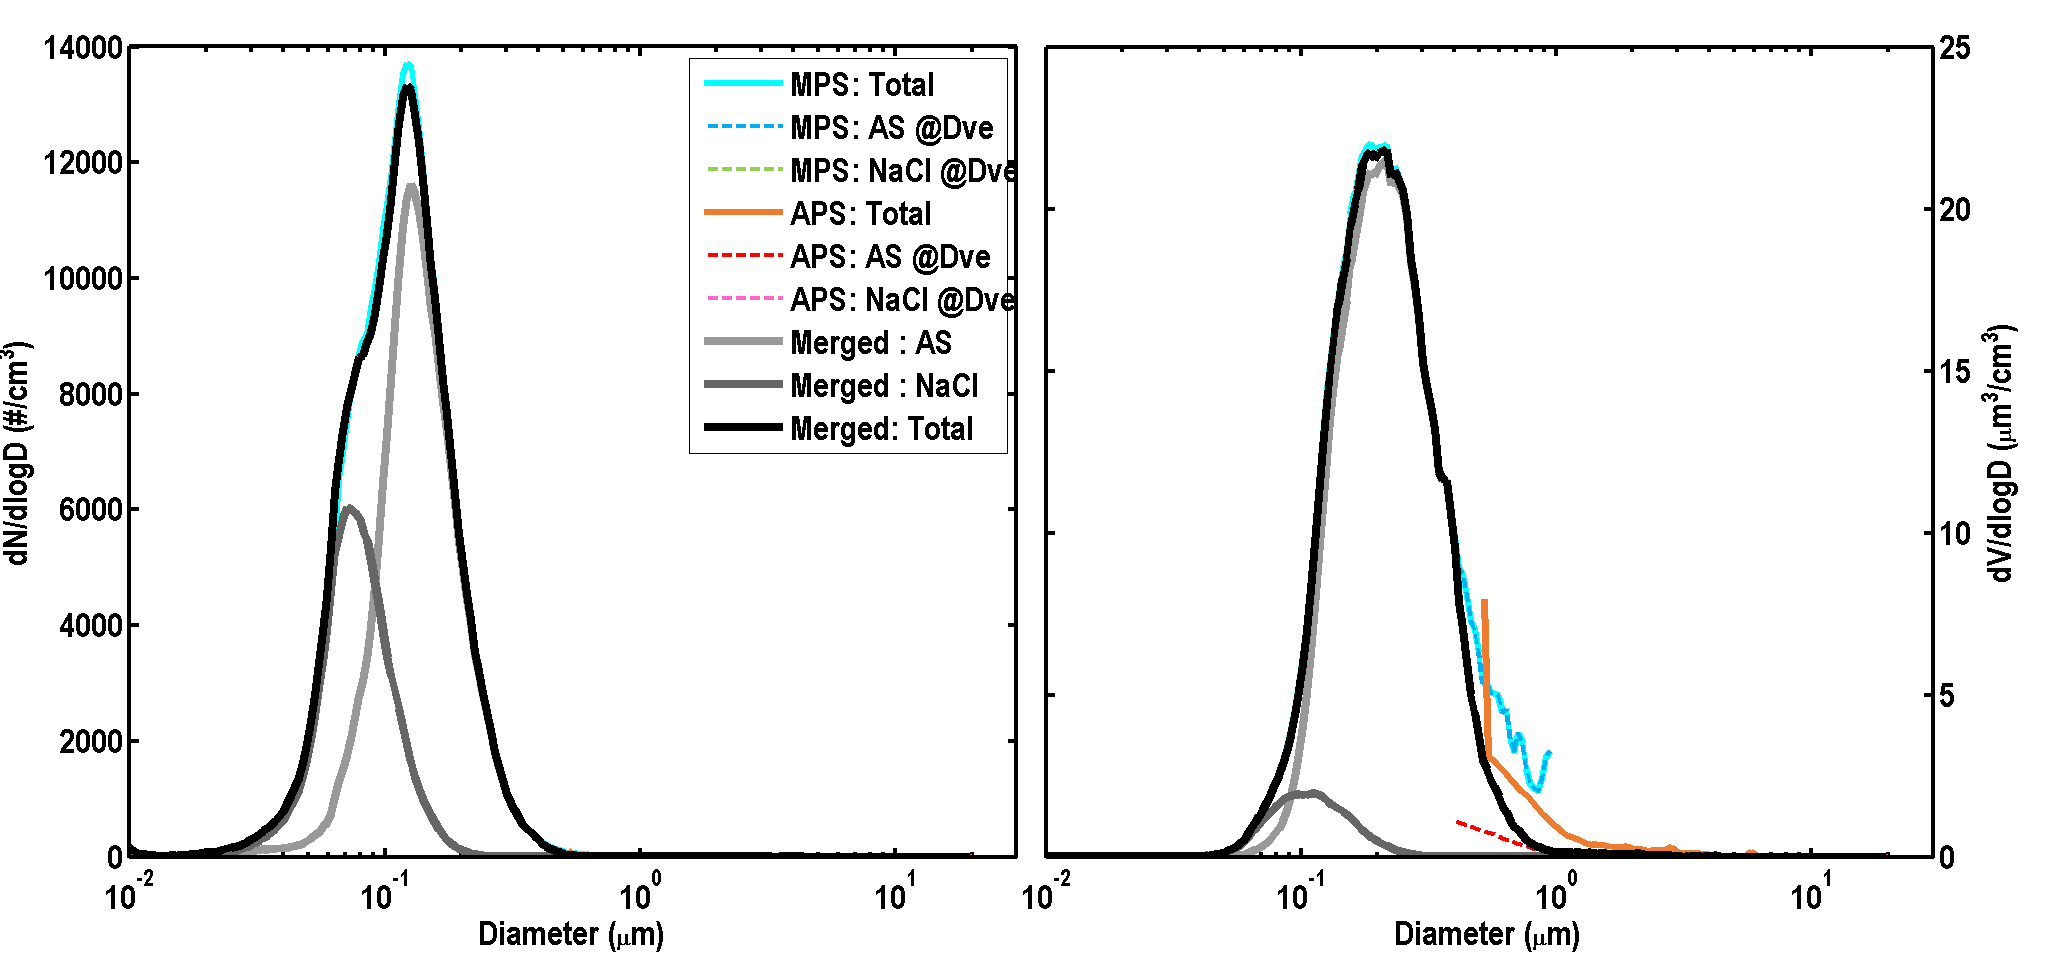 14000
12000
10000
8000
6000
4000
2000
0
dN/dlogD (#/cm³)
10⁻² 10⁻¹ 10⁰ 10¹
Diameter (μm)
MPS: Total
MPS: AS @Dve
MPS: NaCl @Dve
APS: Total
APS: AS @Dve
APS: NaCl @Dve
Merged : AS
Merged : NaCl
Merged: Total
25
20
15
10
5
0
dV/dlogD (μm³/cm³)
10⁻² 10⁻¹ 10⁰ 10¹
Diameter (μm)